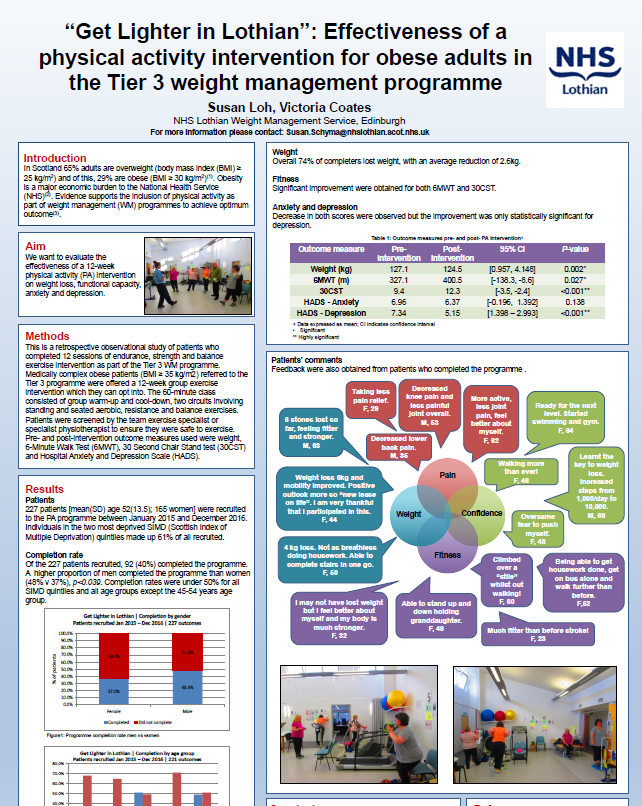 “Get Lighter in Lothian”: Effectiveness of a
physical activity intervention for obese adults in
the Tier 3 weight management programme
NHS
Lothian
Susan Loh, Victoria Coates
NHS Lothian Weight Management Service, Edinburgh
For more information please contact: Susan.Schyma@nhslothian.scot.nhs.uk
Introduction
In Scotland 65% adults are overweight (body mass index (BMI) ≥
25 kg/m²) and of this, 29% are obese (BMI ≥ 30 kg/m²)⁽¹⁾. Obesity
is a major economic burden to the National Health Service
(NHS)⁽²⁾. Evidence supports the inclusion of physical activity as
part of weight management (WM) programmes to achieve optimum
outcome⁽³⁾.
Aim
We want to evaluate the
effectiveness of a 12-week
physical activity (PA) intervention
on weight loss, functional capacity,
anxiety and depression.
Methods
This is a retrospective observational study of patients who
completed 12 sessions of endurance, strength and balance
exercise intervention as part of the Tier 3 WM programme.
Medically complex obese patients (BMI ≥ 35 kg/m2) referred to the
Tier 3 programme were offered a 12-week group exercise
intervention which they can opt into. The 60-minute class
consisted of group warm-up and cool-down, two circuits involving
standing and seated aerobic, resistance and balance exercises.
Patients were screened by the team exercise specialist or
specialist physiotherapist to ensure they were safe to exercise.
Pre- and post-intervention outcome measures used were weight,
6-Minute Walk Test (6MWT), 30 Second Chair Stand test (30CST)
and Hospital Anxiety and Depression Scale (HADS).
Results
Patients
227 patients [mean(SD) age 52(13.5); 165 women] were recruited
to the PA programme between January 2015 and December 2016.
Individuals in the two most deprived SIMD (Scottish Index of
Multiple Deprivation) quintiles made up 61% of all recruited.
Completion rate
Of the 227 patients recruited, 92 (40%) completed the programme.
A higher proportion of men completed the programme than women
(48% v 37%), p=0.039. Completion rates were under 50% for all
SIMD quintiles and all age groups except the 45-54 years age
group.
Get Lighter in Lothian | Completion by gender
Patients recruited Jan 2015 – Dec 2016 | 227 outcomes
% of patients
100.0%
90.0%
80.0%
70.0%
60.0%
50.0%
40.0%
30.0%
20.0%
10.0%
0.0%
37.0%
48.4%
Female
Male
Completed
Did not complete
Figure1: Programme completion rate men vs women
Get Lighter in Lothian | Completion by age group
Patients recruited Jan 2015 – Dec 2016 | 221 outcomes
80.0%
70.0%
60.0%
50.0%
40.0%
Weight
Overall 74% of completers lost weight, with an average reduction of 2.6kg.
Fitness
Significant improvement were obtained for both 6MWT and 30CST.
Anxiety and depression
Decrease in both scores were observed but the improvement was only statistically significant for
depression.
Table 1: Outcome measures pre- and post- PA intervention⁺
Outcome measure Pre-intervention Post-intervention 95% CI P-value
Weight (kg) 127.1 124.5 [0.957, 4.148] 0.002*
6MWT (m) 327.1 400.5 [-138.3, -8.6] 0.027*
30CST 9.4 12.3 [-3.5, -2.4] <0.001**
HADS - Anxiety 6.96 6.37 [-0.196, 1.392] 0.138
HADS - Depression 7.34 5.15 [1.398 – 2.993] <0.001**
+ Data expressed as mean; CI indicates confidence interval
* Significant
** Highly significant
Patients’ comments
Feedback were also obtained from patients who completed the programme .
Taking less
pain relief.
F, 29
Decreased
knee pain and
less painful
joint overall.
M, 53
More active,
less joint
pain, feel
better about
myself.
F, 62
Ready for the next
level. Started
swimming and gym.
F, 64
6 stones lost so
far, feeling fitter
and stronger.
M, 63
Decreased lower
back pain.
M, 35
Walking more
than ever!
F, 46
Learnt the
key to weight
loss.
Increased
steps from
1,000/day to
10,000.
M, 66
Weight loss 8kg and
mobility improved. Positive
outlook more so “new lease
on life”. I am very thankful
that I participated in this.
F, 44
Pain
Weight
Confidence
Fitness
Overcome
fear to push
myself.
F, 48
4 kg loss. Not as breathless
doing housework. Able to
complete stairs in one go.
F, 50
Climbed
over a
“stile”
whilst out
walking!
F, 60
Being able to get
housework done, get
on bus alone and
walk further than
before.
F,52
I may not have lost weight
but I feel better about
myself and my body is
much stronger.
F, 32
Able to stand up and
down holding
granddaughter.
F, 49
Much fitter than before stroke!
F, 23